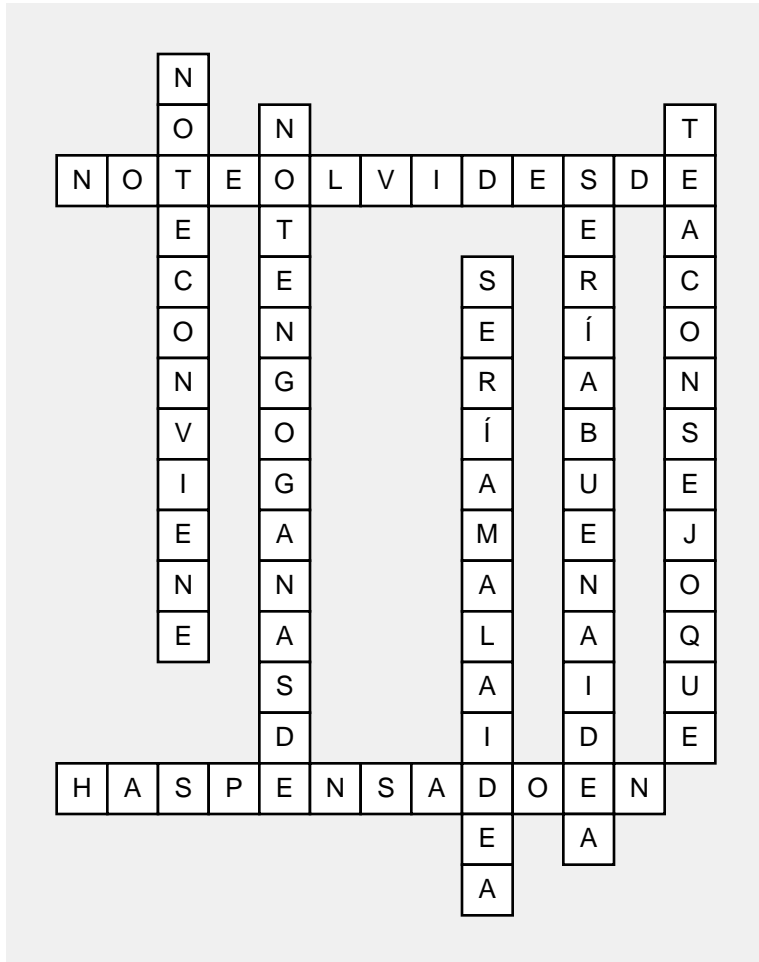 NOTECONVIENE
NOTENGOGANASDE
TEACONSEJOQUE
NOTEOLVIDESDE
SERÍABUENAIDEA
SERÍAMALAIDEA
HASPENSADOEN